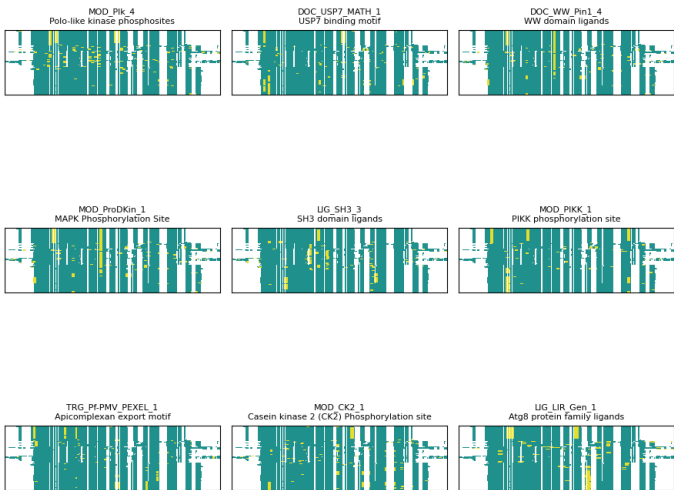 MOD_Plk_4
Polo-like kinase phosphosites
DOC_USP7_MATH_1
USP7 binding motif
DOC_WW_Pin1_4
WW domain ligands
MOD_ProDKin_1
MAPK Phosphorylation Site
LIG_SH3_3
SH3 domain ligands
MOD_PIKK_1
PIKK phosphorylation site
TRG_Pf-PMV_PEXEL_1
Apicomplexan export motif
MOD_CK2_1
Casein kinase 2 (CK2) Phosphorylation site
LIG_LIR_Gen_1
Atg8 protein family ligands